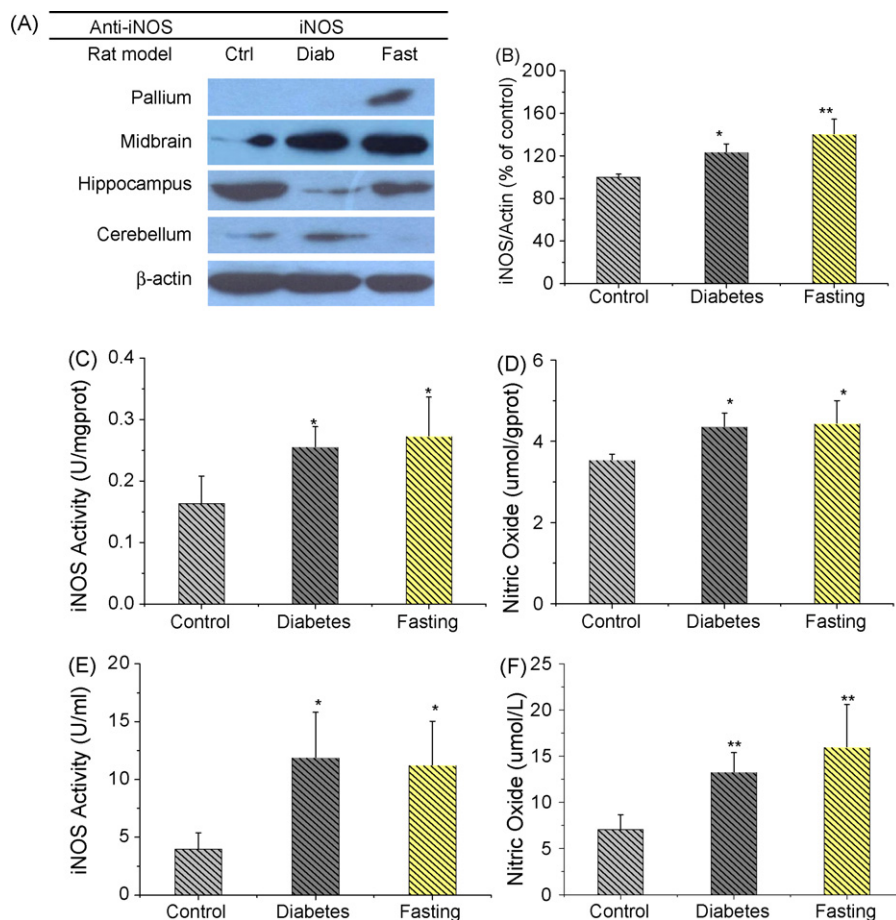 (A)
Anti-iNOS iNOS
Rat model Ctrl Diab Fast
Pallium
Midbrain
Hippocampus
Cerebellum
β-actin
(B)
iNOS/Actin (% of control)
200
160
120
80
40
0
* **
Control Diabetes Fasting
(C)
iNOS Activity (U/mgprot)
0.4
0.3
0.2
0.1
0.0
* *
Control Diabetes Fasting
(D)
Nitric Oxide (umol/gprot)
6
4
2
0
* *
Control Diabetes Fasting
(E)
iNOS Activity (U/ml)
20
15
10
5
0
* *
Control Diabetes Fasting
(F)
Nitric Oxide (umol/L)
25
20
15
10
5
0
** **
Control Diabetes Fasting